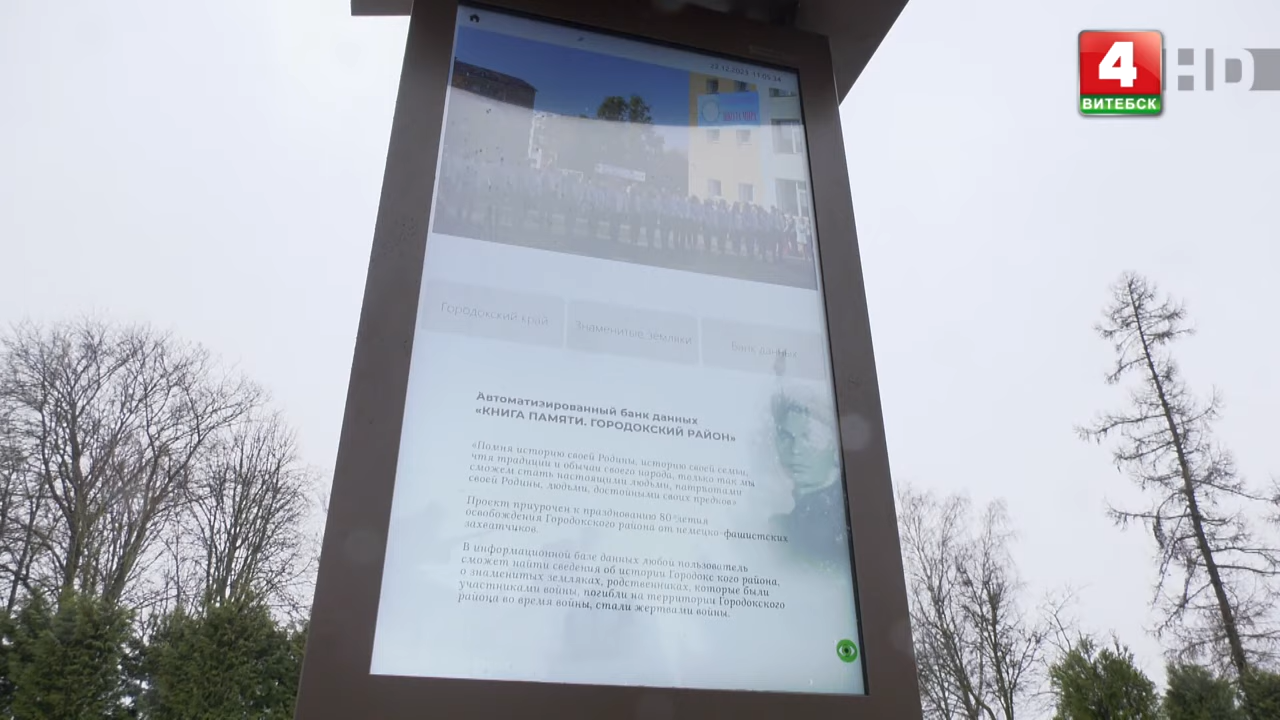 4
HD
ВИТЕБСК
Городокский край
Знаменитые земляки
Банк данных
Автоматизированный банк данных
«КНИГА ПАМЯТИ. ГОРОДОКСКИЙ РАЙОН»
«Помня историю своей Родины, историю своей семьи,
чтя традиции и обычаи своего народа, только так мы
сможем стать настоящими людьми, патриотами
своей Родины, людьми, достойными своих предков»
Проект приурочен к празднованию 80-летия
освобождения Городокского района от немецко-фашистских
захватчиков.
В информационной базе данных любой пользователь
сможет найти сведения об истории Городокс кого района,
о знаменитых земляках, родственниках, которые были
участниками войны, погибли на территории Городокского
района во время войны, стали жертвами войны.